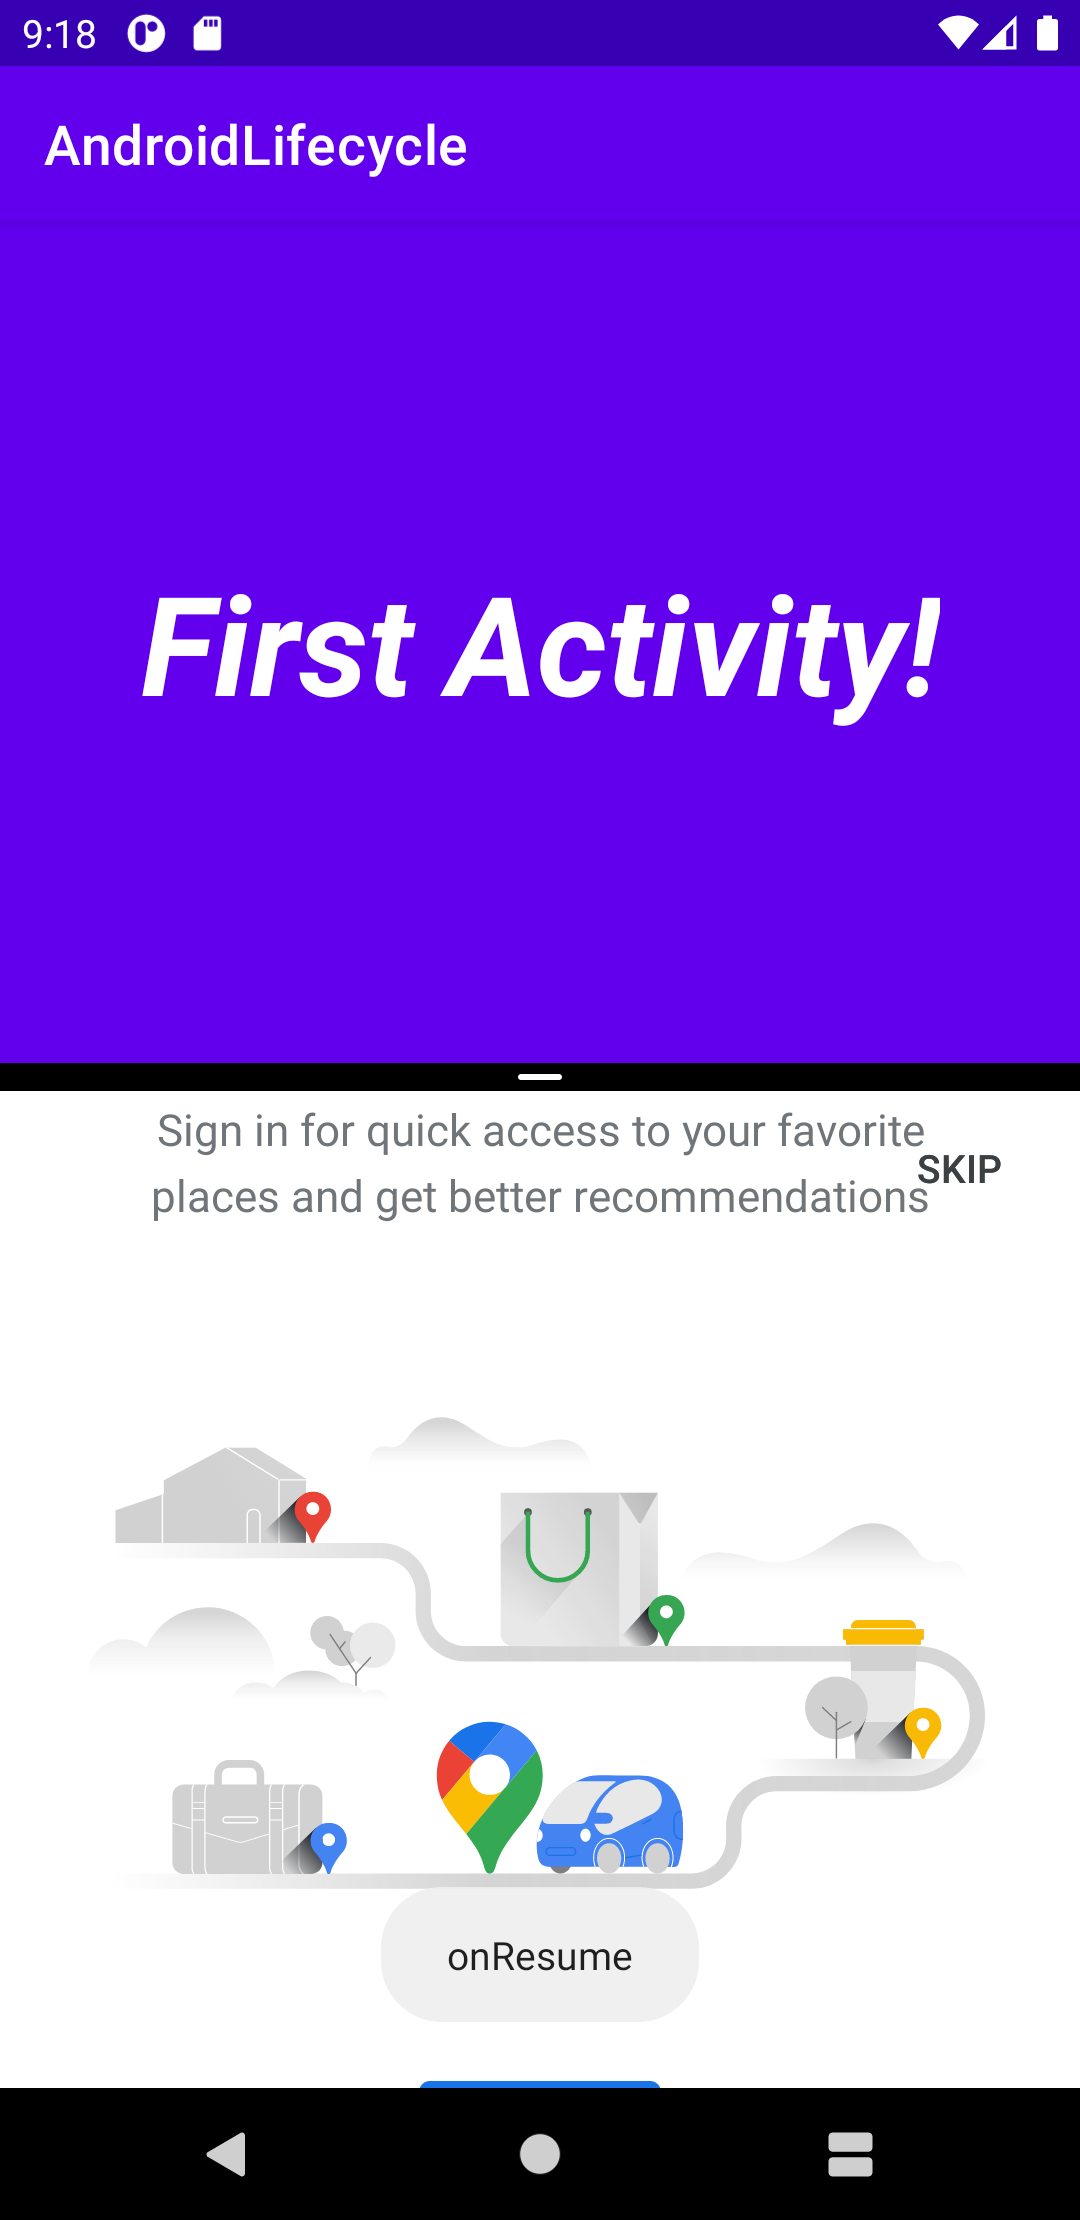 9:18
AndroidLifecycle
First Activity!
Sign in for quick access to your favorite
places and get better recommendations
SKIP
onResume